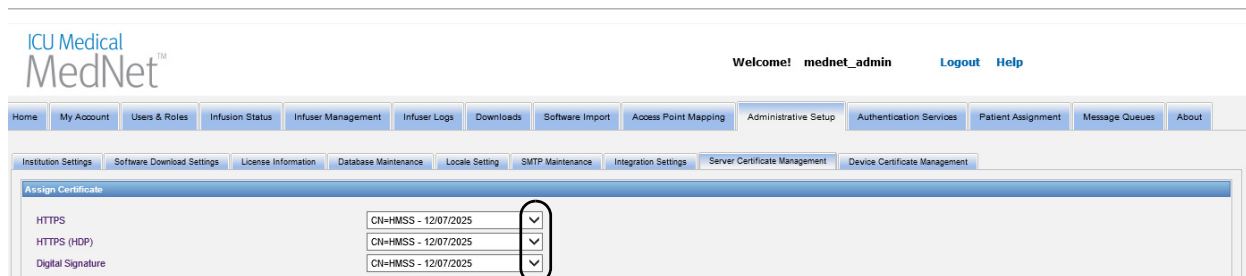 ICU Medical
MedNet™
Welcome! mednet_admin Logout Help
Home My Account Users & Roles Infusion Status Infuser Management Infuser Logs Downloads Software Import Access Point Mapping Administrative Setup Authentication Services Patient Assignment Message Queues About
Institution Settings Software Download Settings License Information Database Maintenance Locale Setting SMTP Maintenance Integration Settings Server Certificate Management Device Certificate Management
Assign Certificate
HTTPS CN=HMSS - 12/07/2025
HTTPS (HDP) CN=HMSS - 12/07/2025
Digital Signature CN=HMSS - 12/07/2025